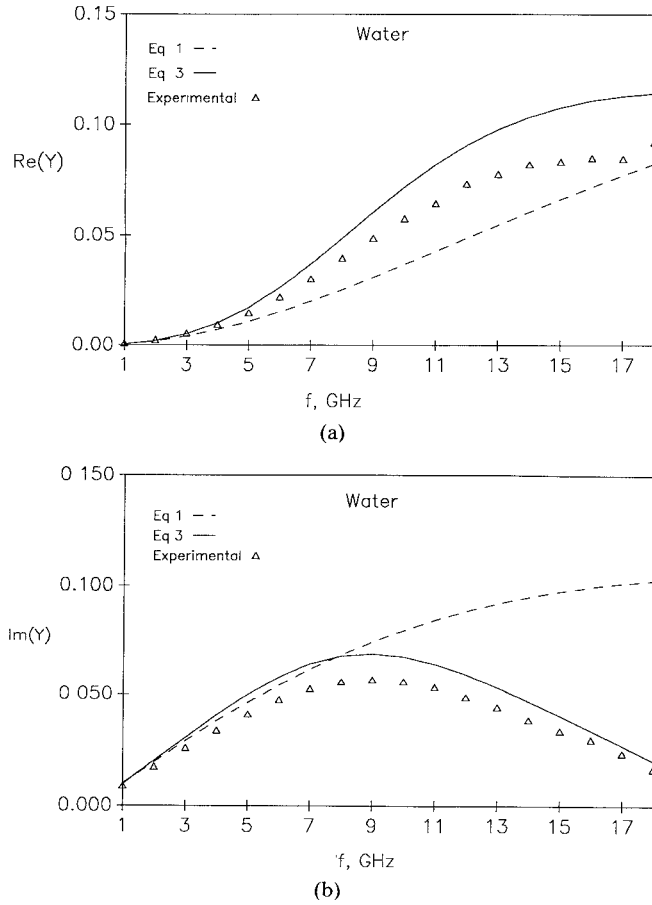 0.15
Water
Eq 1
Eq 3
Experimental
0.10
Re(Y)
0.05
0.00
1 3 5 7 9 11 13 15 17
f, GHz
(a)
0 150
Water
Eq 1
Eq 3
Experimental
0.100
Im(Y)
0 050
0.000
1 3 5 7 9 11 13 15 17
'f, GHz
(b)